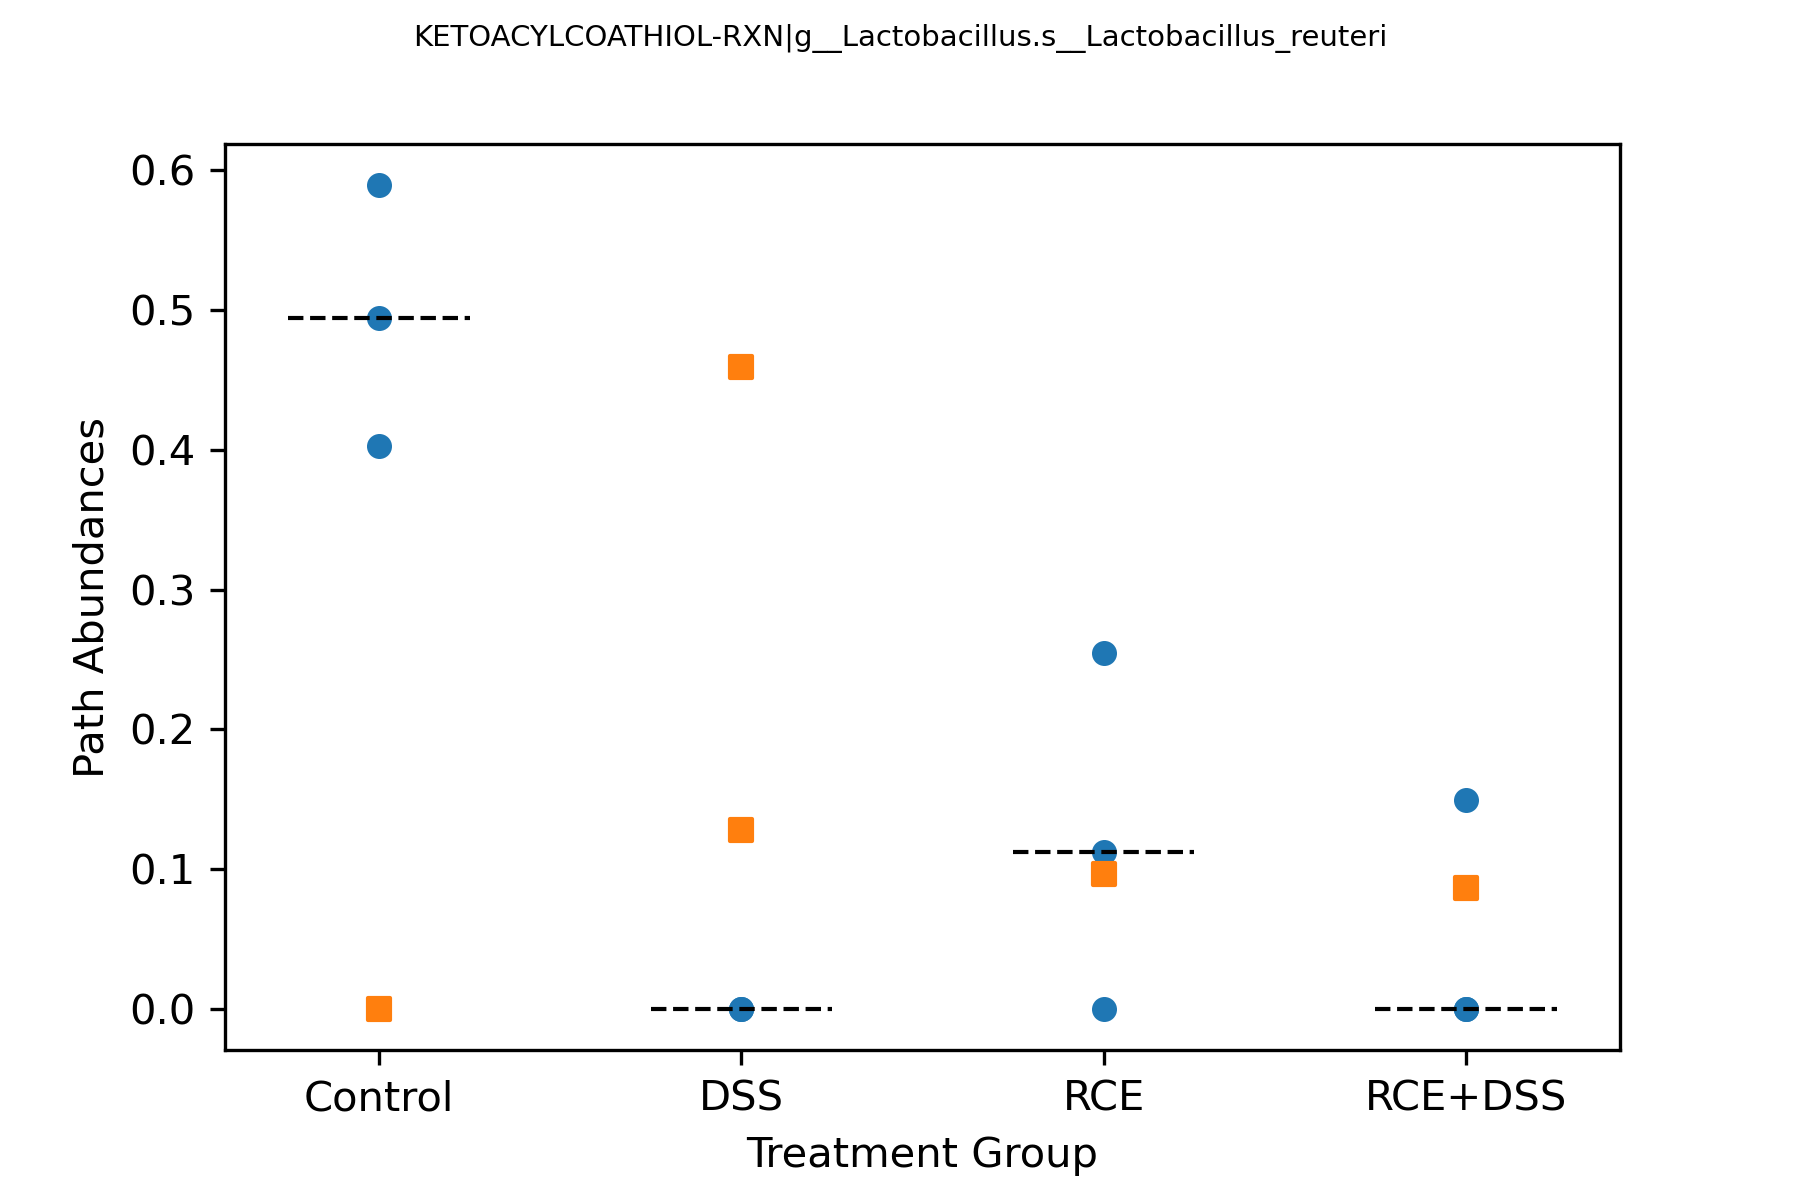 KETOACYLCOATHIOL-RXN|g__Lactobacillus.s__Lactobacillus_reuteri
0.6
0.5
0.4
0.3
0.2
0.1
0.0
Path Abundances
Control DSS RCE RCE+DSS
Treatment Group